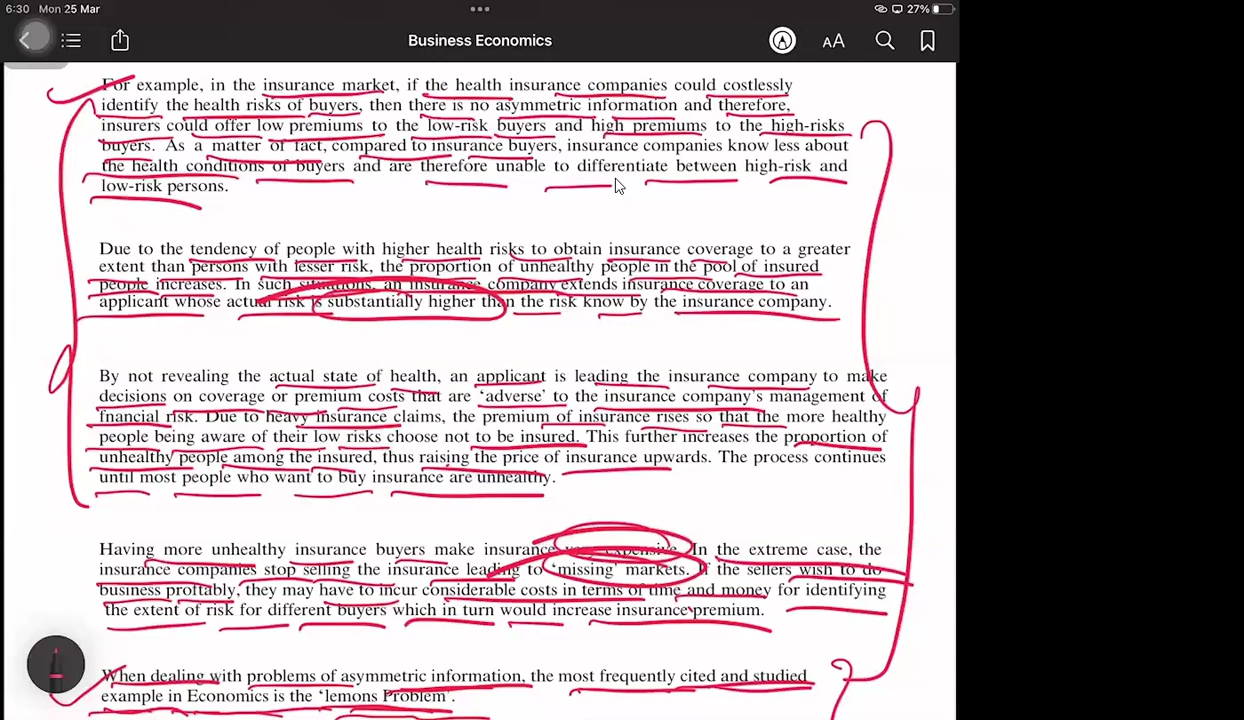 6:30 Mon 25 Mar
27%
Business Economics
AA
For example, in the insurance market, if the health insurance companies could costlessly
identify the health risks of buyers, then there is no asymmetric information and therefore,
insurers could offer low premiums to the low-risk buyers and high premiums to the high-risks
buyers. As a matter of fact, compared to insurance buyers, insurance companies know less about
the health conditions of buyers and are therefore unable to differentiate between high-risk and
low-risk persons.
Due to the tendency of people with higher health risks to obtain insurance coverage to a greater
extent than persons with lesser risk, the proportion of unhealthy people in the pool of insured
people increases. In such situations, an insurance company extends insurance coverage to an
applicant whose actual risk is substantially higher than the risk know by the insurance company.
By not revealing the actual state of health, an applicant is leading the insurance company to make
decisions on coverage or premium costs that are ‘adverse’ to the insurance company’s management of
fnancial risk. Due to heavy insurance claims, the premium of insurance rises so that the more healthy
people being aware of their low risks choose not to be insured. This further increases the proportion of
unhealthy people among the insured, thus raising the price of insurance upwards. The process continues
until most people who want to buy insurance are unhealthy.
Having more unhealthy insurance buyers make insurance very expensive. In the extreme case, the
insurance companies stop selling the insurance leading to ‘missing’ markets. If the sellers wish to do
business proftably, they may have to incur considerable costs in terms of time and money for identifying
the extent of risk for different buyers which in turn would increase insurance premium.
When dealing with problems of asymmetric information, the most frequently cited and studied
example in Economics is the ‘lemons Problem’.